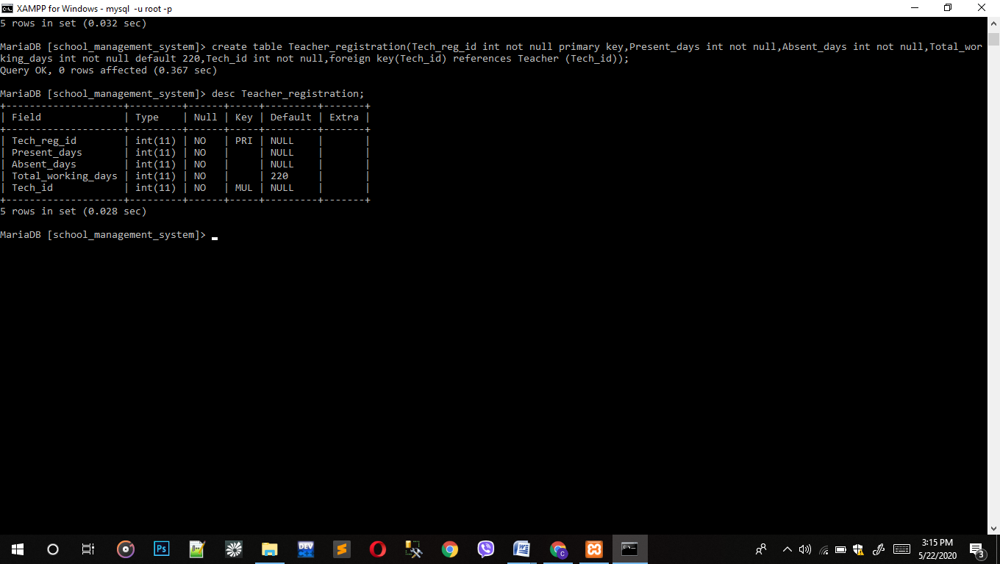 XAMPP for Windows - mysql  -u root -p
5 rows in set (0.032 sec)
MariaDB [school_management_system]> create table Teacher_registration(Tech_reg_id int not null primary key,Present_days int not null,Absent_days int not null,Total_wor
king_days int not null default 220,Tech_id int not null,foreign key(Tech_id) references Teacher (Tech_id));
Query OK, 0 rows affected (0.367 sec)
MariaDB [school_management_system]> desc Teacher_registration;
+--------------------+---------+------+-----+---------+-------+
| Field              | Type    | Null | Key | Default | Extra |
+--------------------+---------+------+-----+---------+-------+
| Tech_reg_id        | int(11) | NO   | PRI | NULL    |       |
| Present_days       | int(11) | NO   |     | NULL    |       |
| Absent_days        | int(11) | NO   |     | NULL    |       |
| Total_working_days | int(11) | NO   |     | 220     |       |
| Tech_id            | int(11) | NO   | MUL | NULL    |       |
+--------------------+---------+------+-----+---------+-------+
5 rows in set (0.028 sec)
MariaDB [school_management_system]> _
Ps
DEV
W
C
3:15 PM
5/22/2020
3